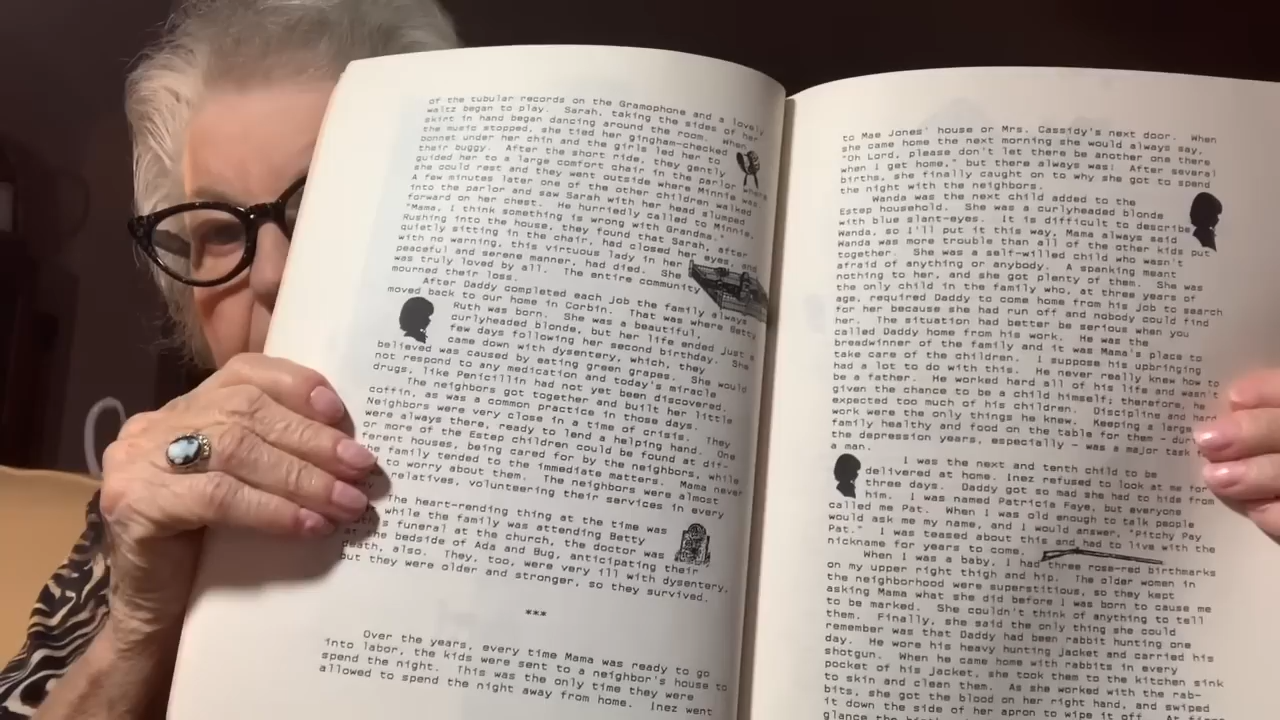 of the tubular records on the Gramophone and a lovely
waltz began to play. Sarah, taking the sides of her
skirt in hand began dancing around the room. When
the music stopped, she tied her gingham-checked
bonnet under her chin and the girls led her to
their buggy. After the short ride, they gently
guided her to a large comfort chair in the parlor where
she could rest and they went outside where Minnie was.
A few minutes later one of the other children walked
into the parlor and saw Sarah with her head slumped
forward on her chest. He hurriedly called to Minnie,
"Mama, I think something is wrong with Grandma."
Rushing into the house, they found that Sarah, after
quietly sitting in the chair, had closed her eyes, and
with no warning, this virtuous lady in her
peaceful and serene manner, had died. She
was truly loved by all. The entire community
mourned their loss.
After Daddy completed each job the family always
moved back to our home in Corbin. That was where Betty
Ruth was born. She was a beautiful,
curlyheaded blonde, but her life ended just a
few days following her second birthday. She
came down with dysentery, which, they
believed was caused by eating green grapes. She would
not respond to any medication and today's miracle
drugs, like Penicillin had not yet been discovered.
The neighbors got together and built her little
coffin, as was a common practice in those days.
Neighbors were very close in a time of crisis. They
were always there, ready to lend a helping hand. One
or more of the Estep children could be found at dif-
ferent houses, being cared for by the neighbors, while
the family tended to the immediate matters. Mama never
to worry about them. The neighbors were almost
relatives, volunteering their services in every
The heart-rending thing at the time was
while the family was attending Betty
's funeral at the church, the doctor was
at the bedside of Ada and Bug, anticipating their
death, also. They, too, were very ill with dysentery,
but they were older and stronger, so they survived.
***
Over the years, every time Mama was ready to go
into labor, the kids were sent to a neighbor's house to
spend the night. This was the only time they were
allowed to spend the night away from home. Inez went
to Mae Jones' house or Mrs. Cassidy's next door. When
she came home the next morning she would always say,
"Oh Lord, please don't let there be another one there
when I get home," but there always was! After several
births, she finally caught on to why she got to spend
the night with the neighbors.
Wanda was the next child added to the
Estep household. She was a curlyheaded blonde
with blue slant-eyes. It is difficult to describe
Wanda, so I'll put it this way, Mama always said
Wanda was more trouble than all of the other kids put
together. She was a self-willed child who wasn't
afraid of anything or anybody. A spanking meant
nothing to her, and she got plenty of them. She was
the only child in the family who, at three years of
age, required Daddy to come home from his job to search
for her because she had run off and nobody could find
her. The situation had better be serious when you
called Daddy home from his work. He was the
breadwinner of the family and it was Mama's place to
take care of the children. I suppose his upbringing
had a lot to do with this. He never really knew how to
be a father. He worked hard all of his life and wasn't
given the chance to be a child himself; therefore, he
expected too much of his children. Discipline and hard
work were the only things he knew. Keeping a large
family healthy and food on the table for them - dur
the depression years, especially - was a major task f
a man.
I was the next and tenth child to be
delivered at home. Inez refused to look at me for
three days. Daddy got so mad she had to hide from
him. I was named Patricia Faye, but everyone
called me Pat. When I was old enough to talk people
would ask me my name, and I would answer, "Pitchy Pay
Pat." I was teased about this and had to live with the
nickname for years to come.
When I was a baby, I had three rose-red birthmarks
on my upper right thigh and hip. The older women in
the neighborhood were superstitious, so they kept
asking Mama what she did before I was born to cause me
to be marked. She couldn't think of anything to tell
them. Finally, she said the only thing she could
remember was that Daddy had been rabbit hunting one
day. He wore his heavy hunting jacket and carried his
shotgun. When he came home with rabbits in every
pocket of his jacket, she took them to the kitchen sink
to skin and clean them. As she worked with the rab-
bits, she got the blood on her right hand, and swiped
it down the side of her apron to wipe it off. At first
glance the